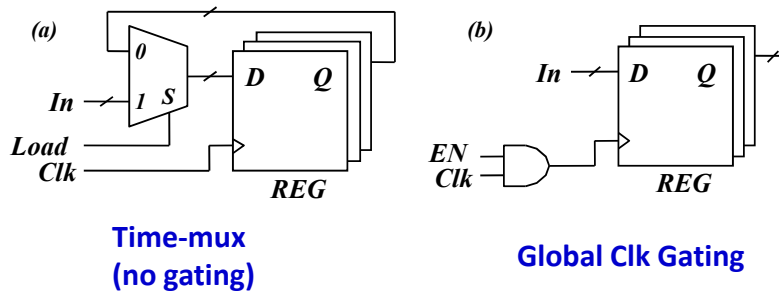 (a)
0
In
1
S
D
Q
Load
Clk
REG
Time-mux
(no gating)
(b)
In
D
Q
EN
Clk
REG
Global Clk Gating